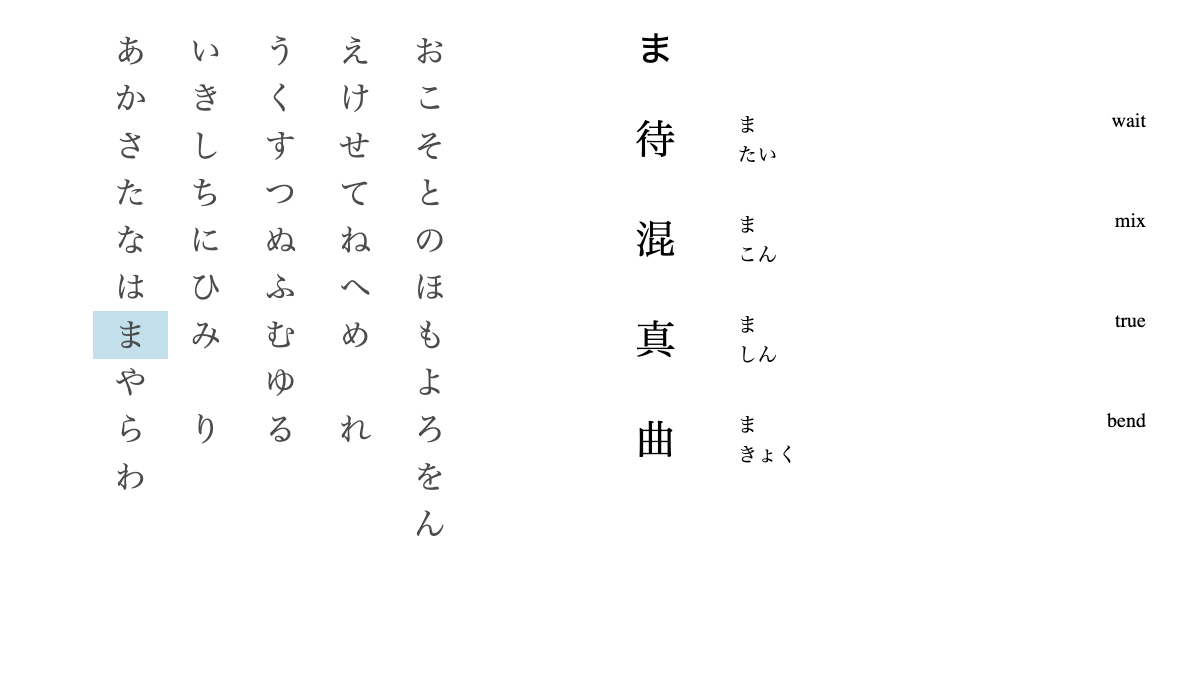 あ い う え お
か き く け こ
さ し す せ そ
た ち つ て と
な に ぬ ね の
は ひ ふ へ ほ
ま み む め も
や ゆ よ
ら り る れ ろ
わ を
ん
ま
待 ま たい wait
混 ま こん mix
真 ま しん true
曲 ま きょく bend